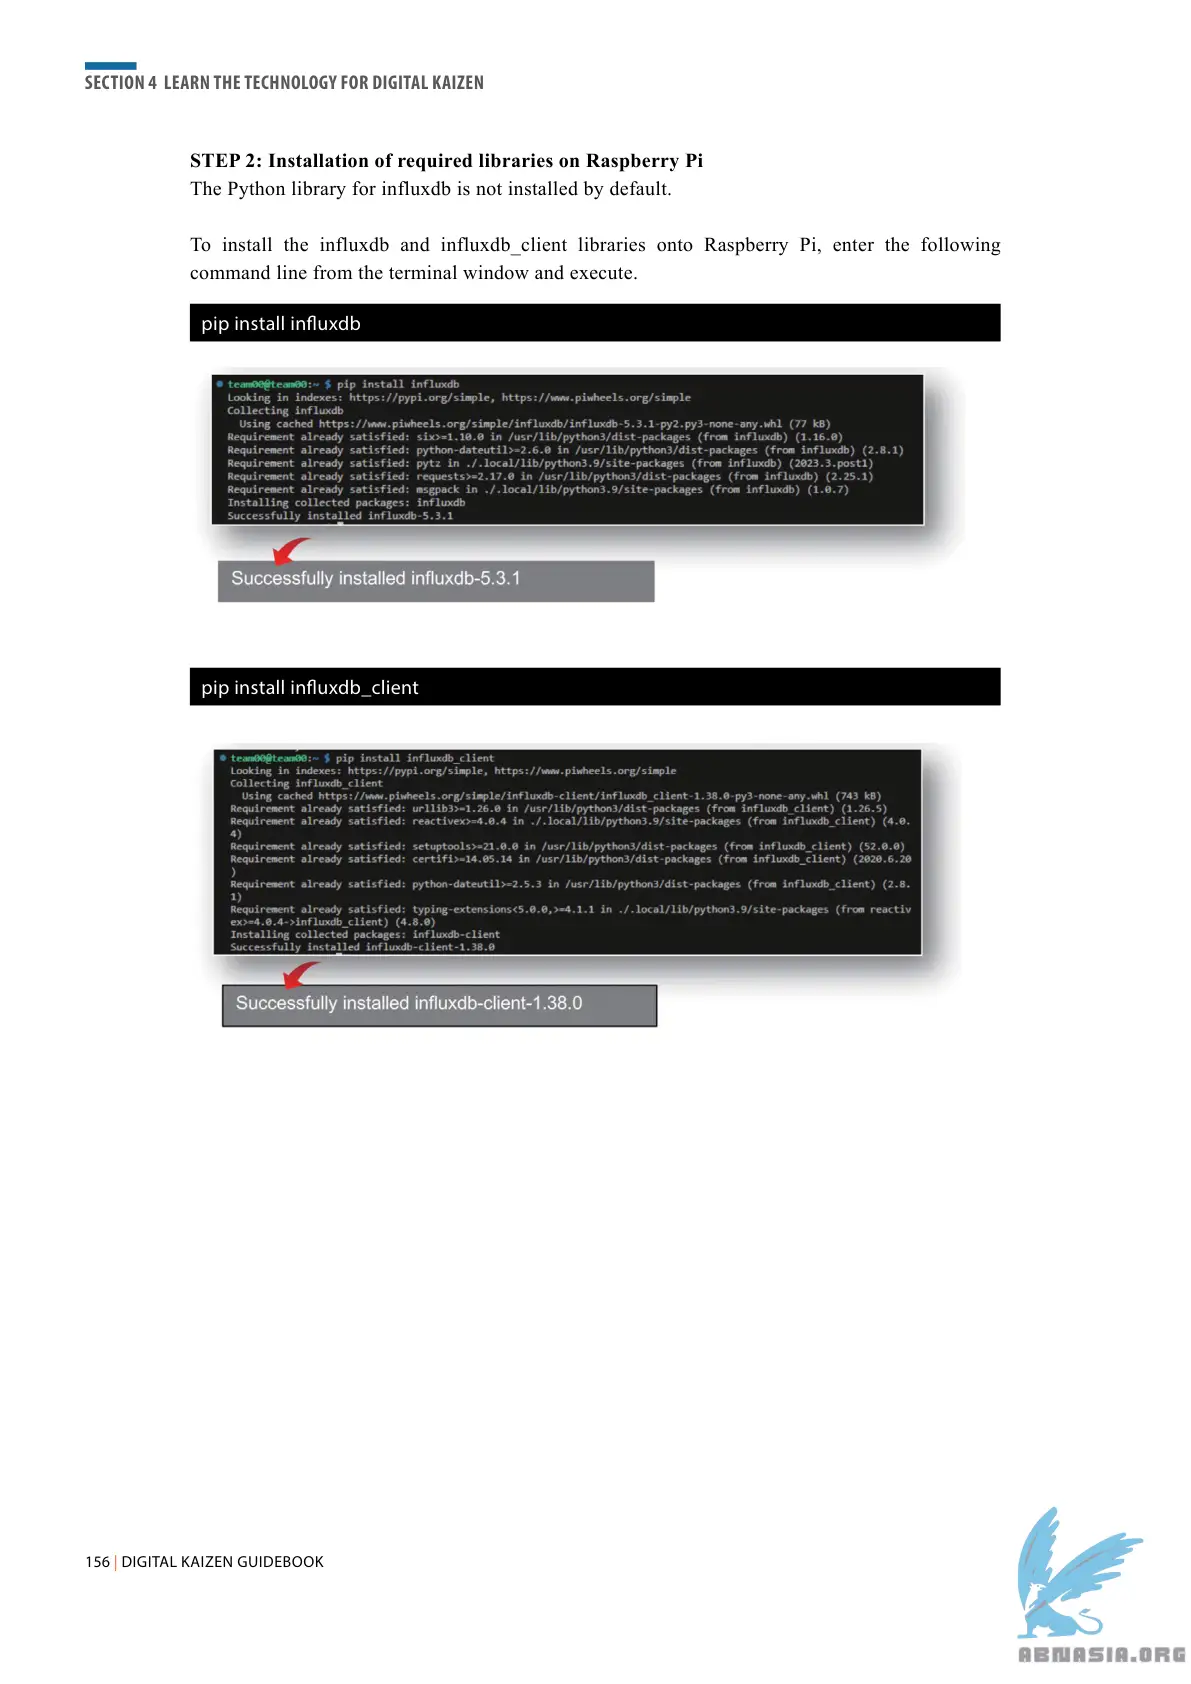 SECTION 4 LEARN THE TECHNOLOGY FOR DIGITAL KAIZEN
STEP 2: Installation of required libraries on Raspberry Pi
The Python library for influxdb is not installed by default.
To install the influxdb and influxdb_client libraries onto Raspberry Pi, enter the following
command line from the terminal window and execute.
pip install influxdb
team00@team00:~ $ pip install influxdb
Looking in indexes: https://pypi.org/simple, https://www.piwheels.org/simple
Collecting influxdb
Using cached https://www.piwheels.org/simple/influxdb/influxdb-5.3.1-py2.py3-none-any.whl (77 kB)
Requirement already satisfied: six>=1.10.0 in /usr/lib/python3/dist-packages (from influxdb) (1.16.0)
Requirement already satisfied: python-dateutil>=2.6.0 in /usr/lib/python3/dist-packages (from influxdb) (2.8.1)
Requirement already satisfied: pytz in ./.local/lib/python3.9/site-packages (from influxdb) (2023.3.post1)
Requirement already satisfied: requests>=2.17.0 in /usr/lib/python3/dist-packages (from influxdb) (2.25.1)
Requirement already satisfied: msgpack in ./.local/lib/python3.9/site-packages (from influxdb) (1.0.7)
Installing collected packages: influxdb
Successfully installed influxdb-5.3.1
Successfully installed influxdb-5.3.1
pip install influxdb_client
team00@team00:~ $ pip install influxdb_client
Looking in indexes: https://pypi.org/simple, https://www.piwheels.org/simple
Collecting influxdb_client
Using cached https://www.piwheels.org/simple/influxdb-client/influxdb_client-1.38.0-py3-none-any.whl (743 kB)
Requirement already satisfied: urllib3>=1.26.0 in /usr/lib/python3/dist-packages (from influxdb_client) (1.26.5)
Requirement already satisfied: reactivex>=4.0.4 in ./.local/lib/python3.9/site-packages (from influxdb_client) (4.0.
4)
Requirement already satisfied: setuptools>=21.0.0 in /usr/lib/python3/dist-packages (from influxdb_client) (52.0.0)
Requirement already satisfied: certifi>=14.05.14 in /usr/lib/python3/dist-packages (from influxdb_client) (2020.6.20
)
Requirement already satisfied: python-dateutil>=2.5.3 in /usr/lib/python3/dist-packages (from influxdb_client) (2.8.
1)
Requirement already satisfied: typing-extensions<5.0.0,>=4.1.1 in ./.local/lib/python3.9/site-packages (from reactiv
ex>=4.0.4->influxdb_client) (4.8.0)
Installing collected packages: influxdb-client
Successfully installed influxdb-client-1.38.0
Successfully installed influxdb-client-1.38.0
156 | DIGITAL KAIZEN GUIDEBOOK
ABNASIA.ORG